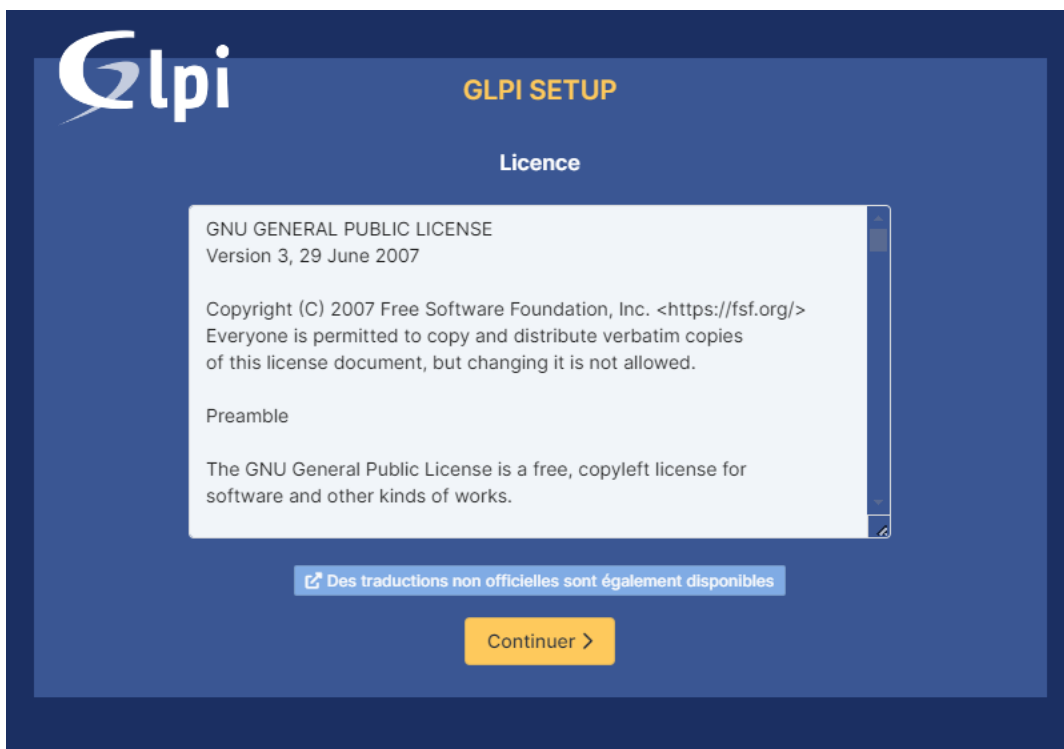 Glpi
GLPI SETUP
Licence
GNU GENERAL PUBLIC LICENSE
Version 3, 29 June 2007
Copyright (C) 2007 Free Software Foundation, Inc. <https://fsf.org/>
Everyone is permitted to copy and distribute verbatim copies
of this license document, but changing it is not allowed.
Preamble
The GNU General Public License is a free, copyleft license for
software and other kinds of works.
Des traductions non officielles sont également disponibles
Continuer